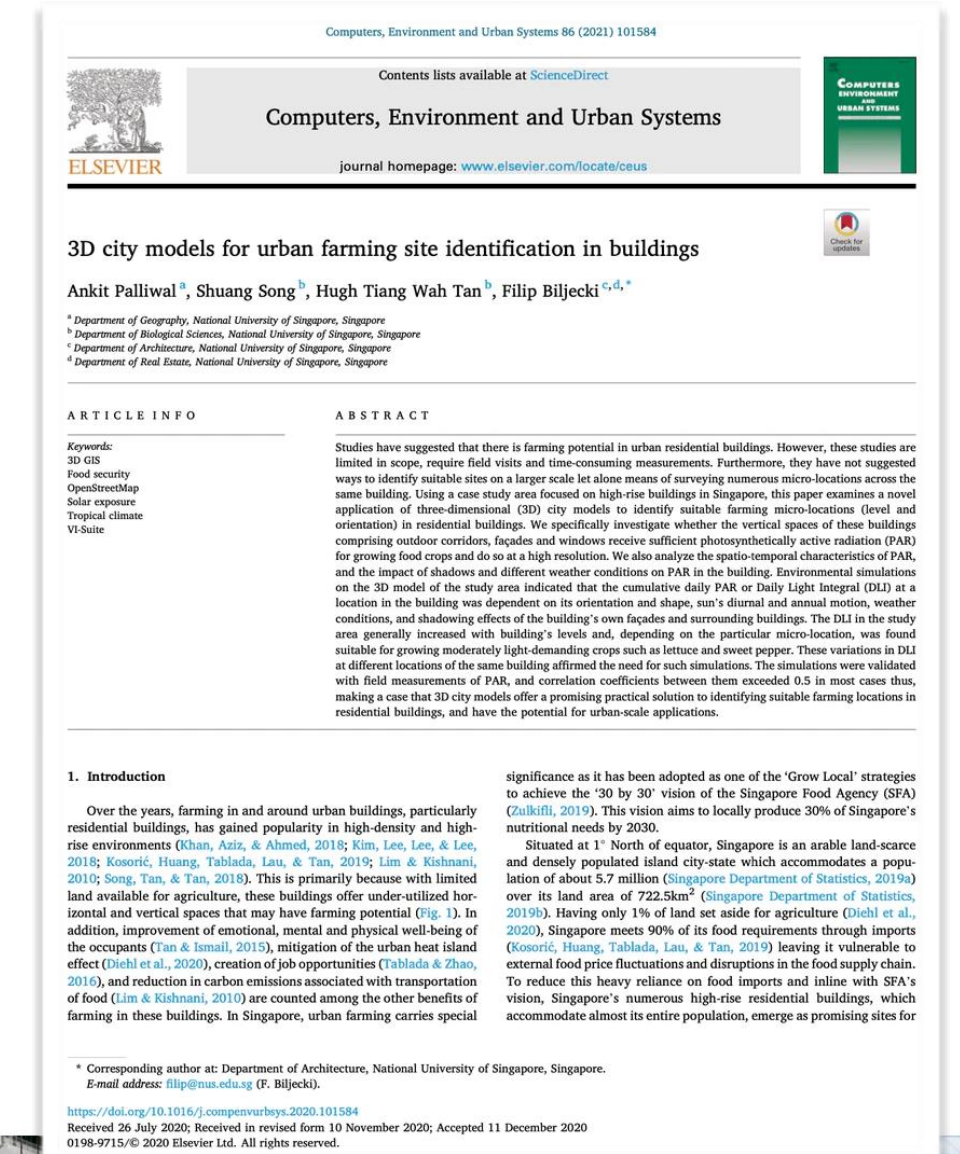 Computers, Environment and Urban Systems 86 (2021) 101584
Contents lists available at ScienceDirect
Computers, Environment and Urban Systems
journal homepage: www.elsevier.com/locate/ceus
ELSEVIER
COMPUTERS
ENVIRONMENT
AND
URBAN SYSTEMS
Check for
updates
3D city models for urban farming site identification in buildings
Ankit Palliwal a, Shuang Song b, Hugh Tiang Wah Tan b, Filip Biljecki c,d,*
a Department of Geography, National University of Singapore, Singapore
b Department of Biological Sciences, National University of Singapore, Singapore
c Department of Architecture, National University of Singapore, Singapore
d Department of Real Estate, National University of Singapore, Singapore
ARTICLE INFO
Keywords:
3D GIS
Food security
OpenStreetMap
Solar exposure
Tropical climate
VI-Suite
ABSTRACT
Studies have suggested that there is farming potential in urban residential buildings. However, these studies are
limited in scope, require field visits and time-consuming measurements. Furthermore, they have not suggested
ways to identify suitable sites on a larger scale let alone means of surveying numerous micro-locations across the
same building. Using a case study area focused on high-rise buildings in Singapore, this paper examines a novel
application of three-dimensional (3D) city models to identify suitable farming micro-locations (level and
orientation) in residential buildings. We specifically investigate whether the vertical spaces of these buildings
comprising outdoor corridors, façades and windows receive sufficient photosynthetically active radiation (PAR)
for growing food crops and do so at a high resolution. We also analyze the spatio-temporal characteristics of PAR,
and the impact of shadows and different weather conditions on PAR in the building. Environmental simulations
on the 3D model of the study area indicated that the cumulative daily PAR or Daily Light Integral (DLI) at a
location in the building was dependent on its orientation and shape, sun's diurnal and annual motion, weather
conditions, and shadowing effects of the building's own façades and surrounding buildings. The DLI in the study
area generally increased with building's levels and, depending on the particular micro-location, was found
suitable for growing moderately light-demanding crops such as lettuce and sweet pepper. These variations in DLI
at different locations of the same building affirmed the need for such simulations. The simulations were validated
with field measurements of PAR, and correlation coefficients between them exceeded 0.5 in most cases thus,
making a case that 3D city models offer a promising practical solution to identifying suitable farming locations in
residential buildings, and have the potential for urban-scale applications.
1. Introduction
Over the years, farming in and around urban buildings, particularly
residential buildings, has gained popularity in high-density and high-
rise environments (Khan, Aziz, & Ahmed, 2018; Kim, Lee, Lee, & Lee,
2018; Kosorić, Huang, Tablada, Lau, & Tan, 2019; Lim & Kishnani,
2010; Song, Tan, & Tan, 2018). This is primarily because with limited
land available for agriculture, these buildings offer under-utilized hor-
izontal and vertical spaces that may have farming potential (Fig. 1). In
addition, improvement of emotional, mental and physical well-being of
the occupants (Tan & Ismail, 2015), mitigation of the urban heat island
effect (Diehl et al., 2020), creation of job opportunities (Tablada & Zhao,
2016), and reduction in carbon emissions associated with transportation
of food (Lim & Kishnani, 2010) are counted among the other benefits of
farming in these buildings. In Singapore, urban farming carries special
significance as it has been adopted as one of the 'Grow Local' strategies
to achieve the '30 by 30' vision of the Singapore Food Agency (SFA)
(Zulkifli, 2019). This vision aims to locally produce 30% of Singapore's
nutritional needs by 2030.
Situated at 1° North of equator, Singapore is an arable land-scarce
and densely populated island city-state which accommodates a popu-
lation of about 5.7 million (Singapore Department of Statistics, 2019a)
over its land area of 722.5km2 (Singapore Department of Statistics,
2019b). Having only 1% of land set aside for agriculture (Diehl et al.,
2020), Singapore meets 90% of its food requirements through imports
(Kosorić, Huang, Tablada, Lau, & Tan, 2019) leaving it vulnerable to
external food price fluctuations and disruptions in the food supply chain.
To reduce this heavy reliance on food imports and inline with SFA's
vision, Singapore's numerous high-rise residential buildings, which
accommodate almost its entire population, emerge as promising sites for
* Corresponding author at: Department of Architecture, National University of Singapore, Singapore.
E-mail address: filip@nus.edu.sg (F. Biljecki).
https://doi.org/10.1016/j.compenvurbsys.2020.101584
Received 26 July 2020; Received in revised form 10 November 2020; Accepted 11 December 2020
0198-9715/© 2020 Elsevier Ltd. All rights reserved.